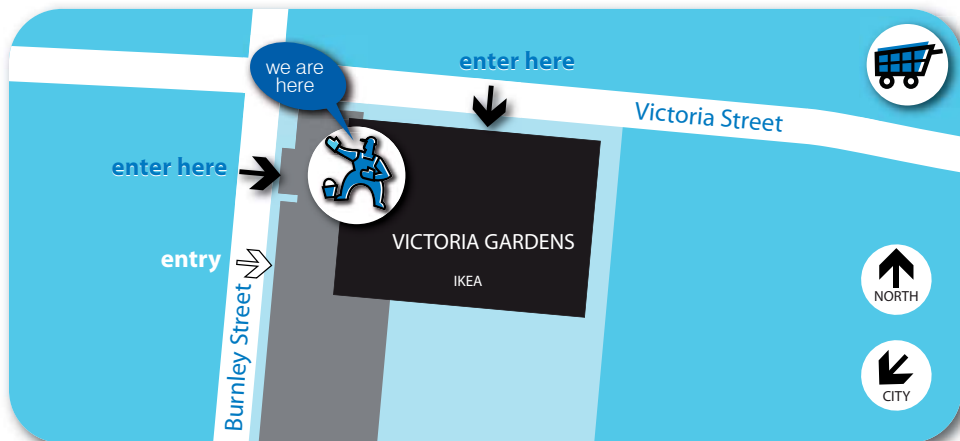 we are
here
enter here
Victoria Street
enter here
VICTORIA GARDENS
entry
IKEA
NORTH
Burnley Street
CITY